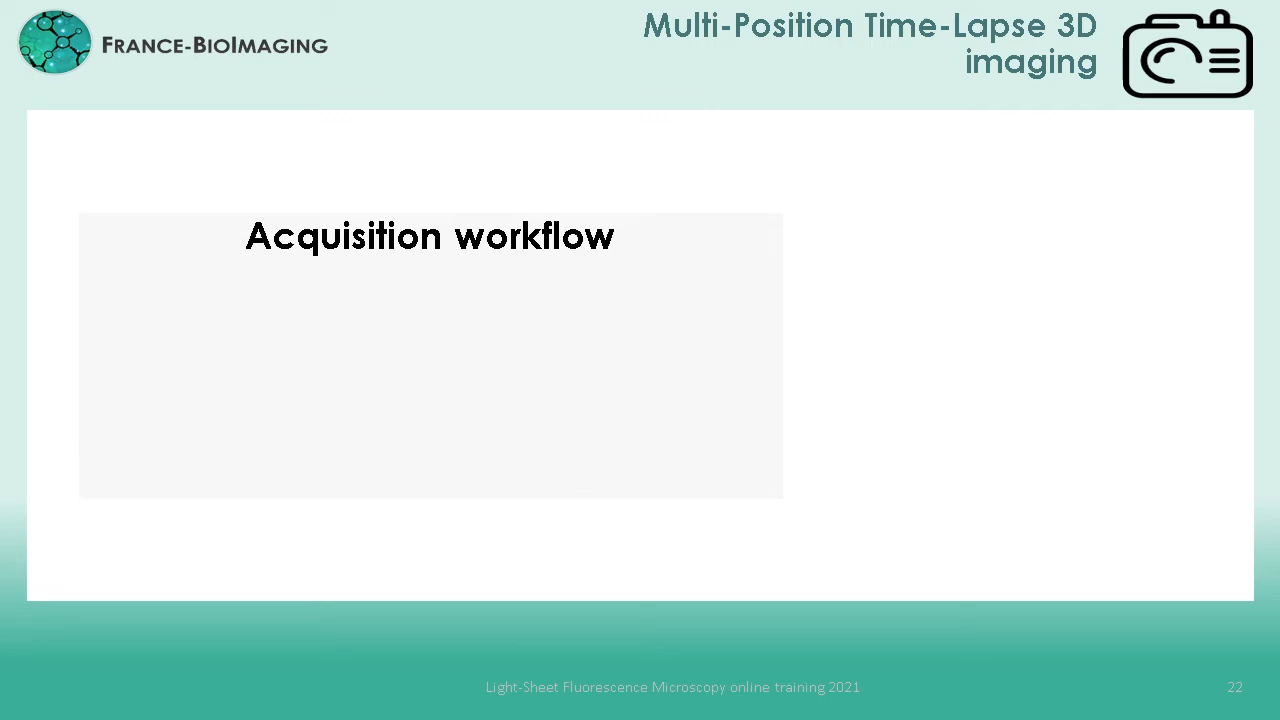 FRANCE-BIOIMAGING
Multi-Position Time-Lapse 3D
imaging
Acquisition workflow
Light-Sheet Fluorescence Microscopy online training 2021
22